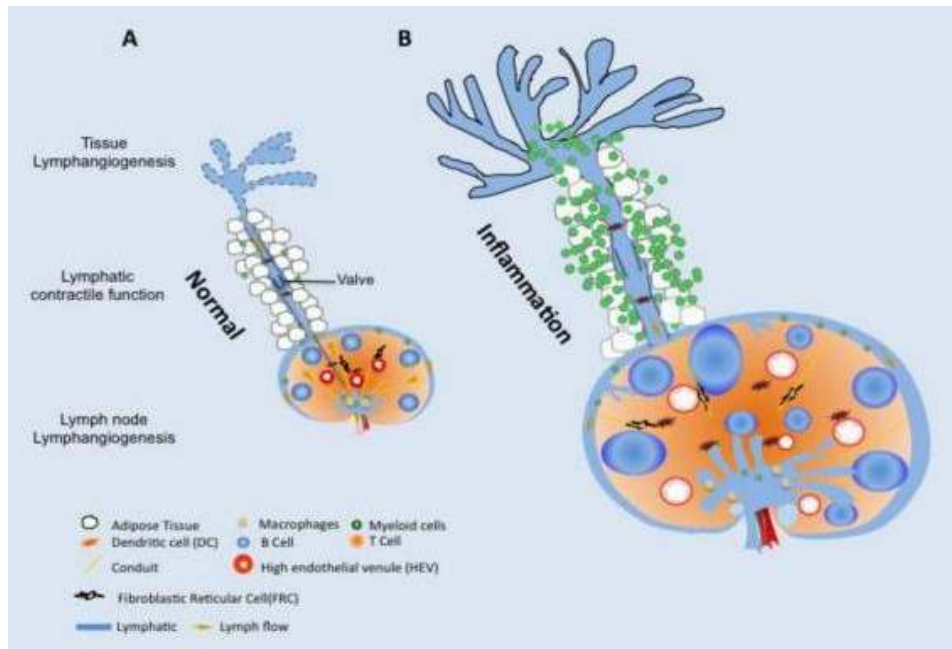 A
B
Tissue
Lymphangiogenesis
Lymphatic
contractile function
Valve
Normal
Inflammation
Lymph node
Lymphangiogenesis
Adipose Tissue
Macrophages
Myeloid cells
Dendritic cell (DC)
B Cell
T Cell
Conduit
High endothelial venule (HEV)
Fibroblastic Reticular Cell(FRC)
Lymphatic
Lymph flow